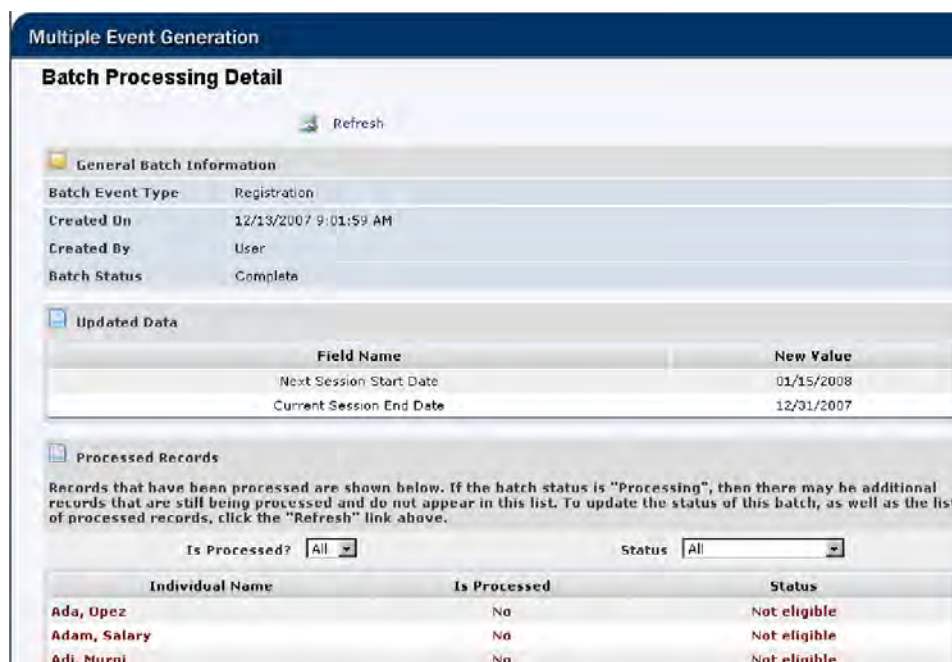 Multiple Event Generation
Batch Processing Detail
Refresh
General Batch Information
Batch Event Type Registration
Created On 12/13/2007 9:01:59 AM
Created By User
Batch Status Complete
Updated Data
Field Name New Value
Next Session Start Date 01/15/2008
Current Session End Date 12/31/2007
Processed Records
Records that have been processed are shown below. If the batch status is "Processing", then there may be additional
records that are still being processed and do not appear in this list. To update the status of this batch, as well as the lis
of processed records, click the "Refresh" link above.
Is Processed? All Status All
Individual Name Is Processed Status
Ada, Opez No Not eligible
Adam, Salary No Not eligible
Adi, No Not eligible